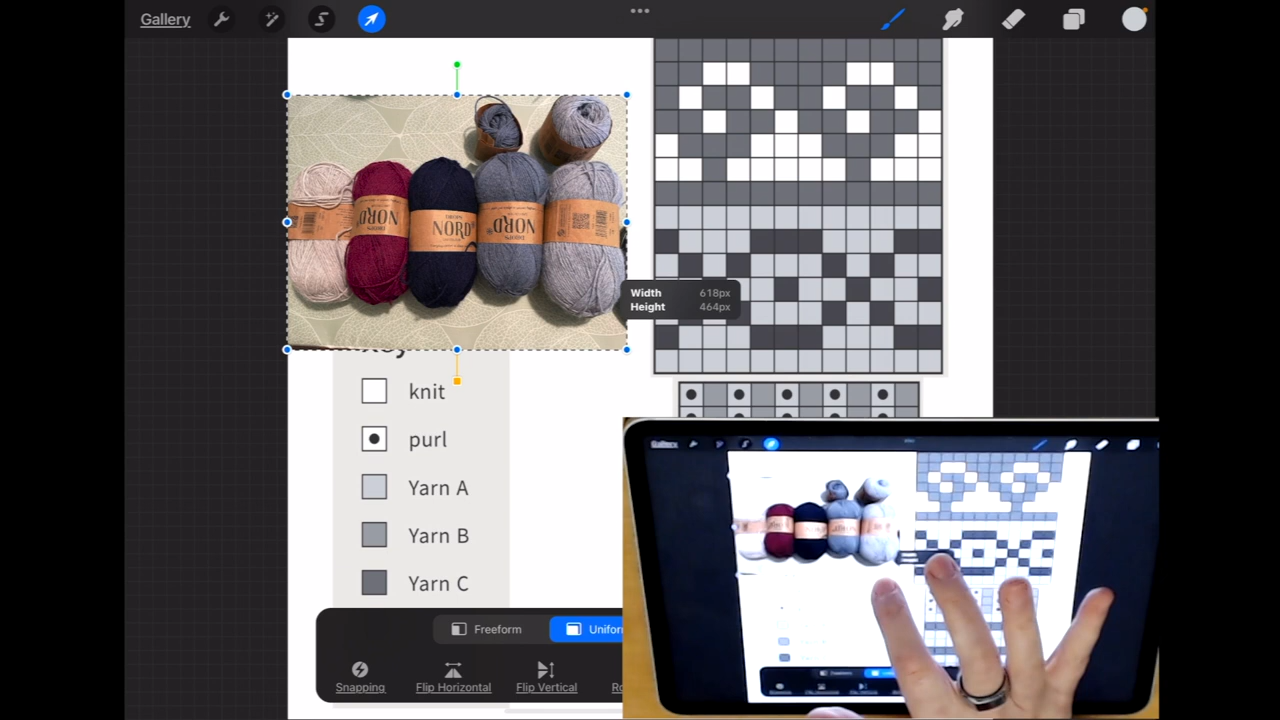 Gallery
NORD
NORD
NORD
Width 618px
Height 464px
knit
purl
Yarn A
Yarn B
Yarn C
Freeform
Snapping
Flip Horizontal
Flip Vertical
Gallery